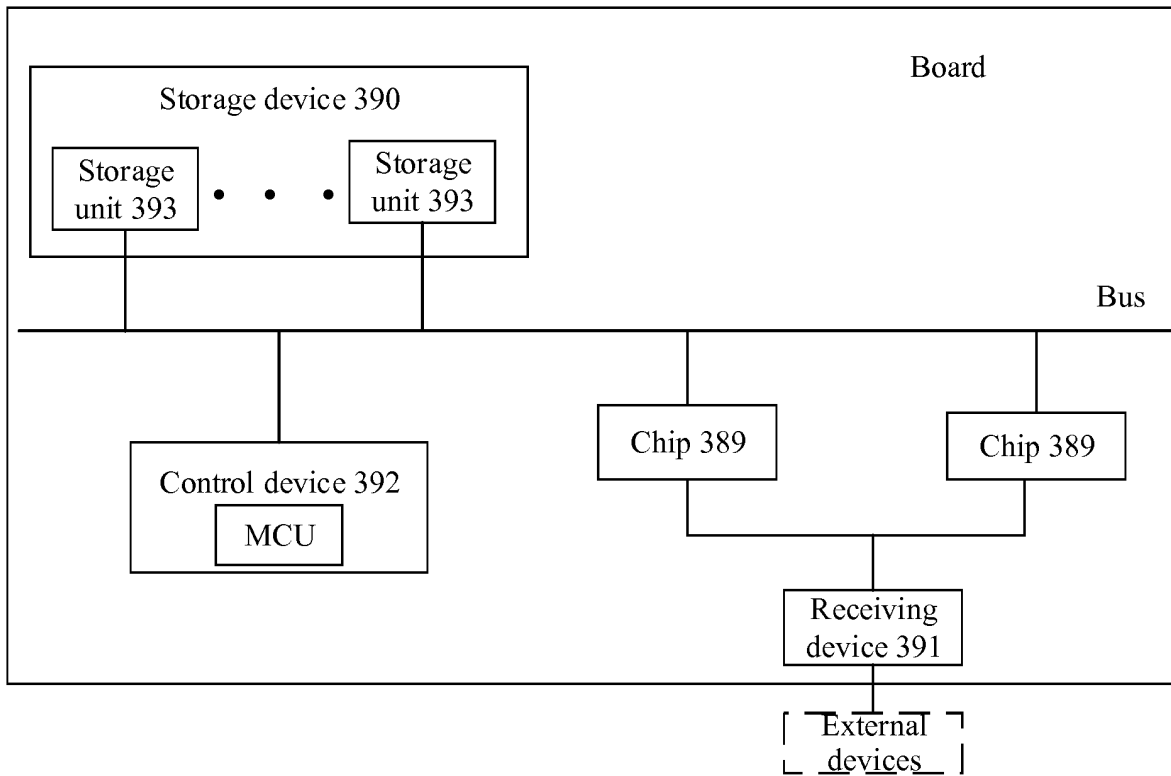 Board
Storage device 390
Storage
unit 393
Storage
unit 393
Bus
Chip 389
Chip 389
Control device 392
MCU
Receiving
device 391
External
devices